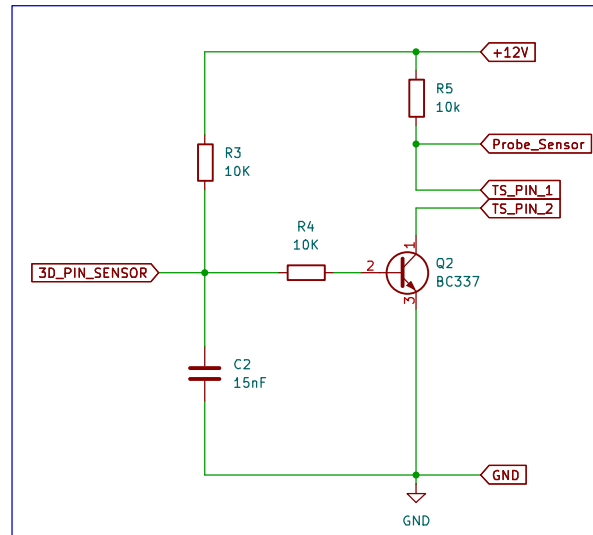 +12V
R5
10k
Probe_Sensor
R3
10K
TS_PIN_1
TS_PIN_2
R4
10K
1
3D_PIN_SENSOR
2
Q2
BC337
3
C2
15nF
GND
GND